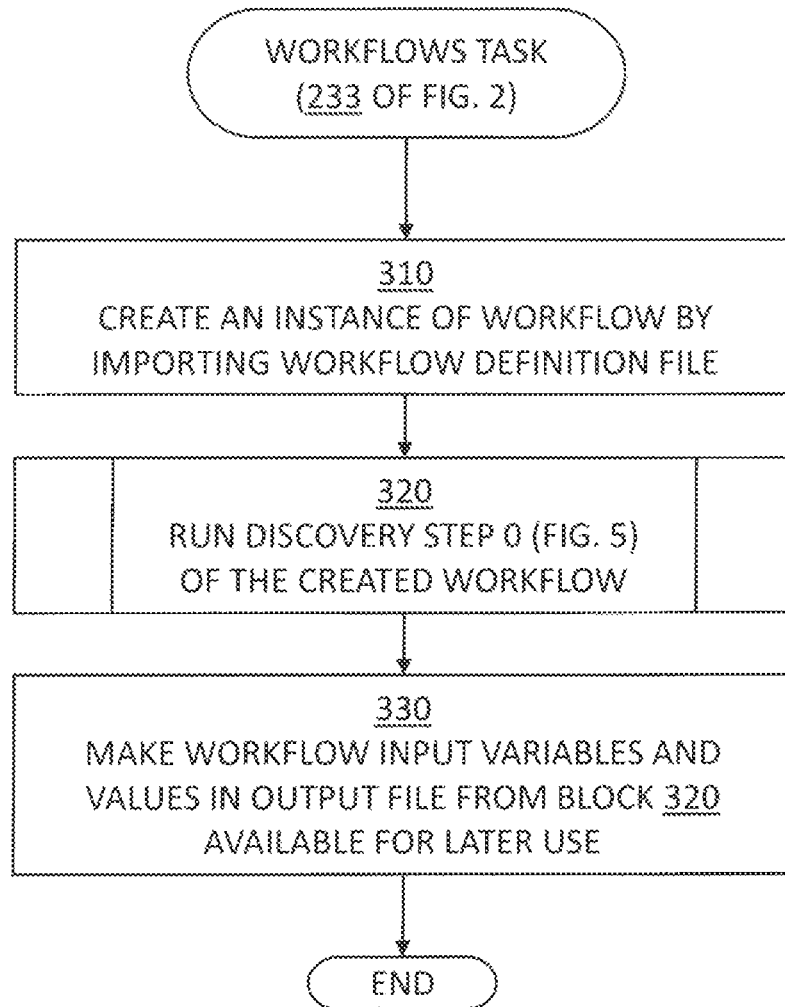 WORKFLOWS TASK
(233 OF FIG. 2)
310
CREATE AN INSTANCE OF WORKFLOW BY
IMPORTING WORKFLOW DEFINITION FILE
320
RUN DISCOVERY STEP 0 (FIG. 5)
OF THE CREATED WORKFLOW
330
MAKE WORKFLOW INPUT VARIABLES AND
VALUES IN OUTPUT FILE FROM BLOCK 320
AVAILABLE FOR LATER USE
END